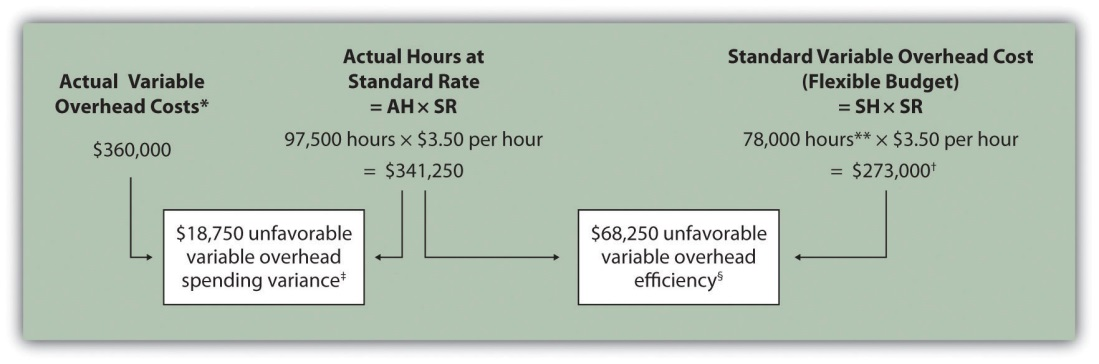 Actual Variable
Overhead Costs*
$360,000
Actual Hours at
Standard Rate
= AH × SR
97,500 hours × $3.50 per hour
= $341,250
Standard Variable Overhead Cost
(Flexible Budget)
= SH × SR
78,000 hours** × $3.50 per hour
= $273,000†
$18,750 unfavorable
variable overhead
spending variance‡
$68,250 unfavorable
variable overhead
efficiency§